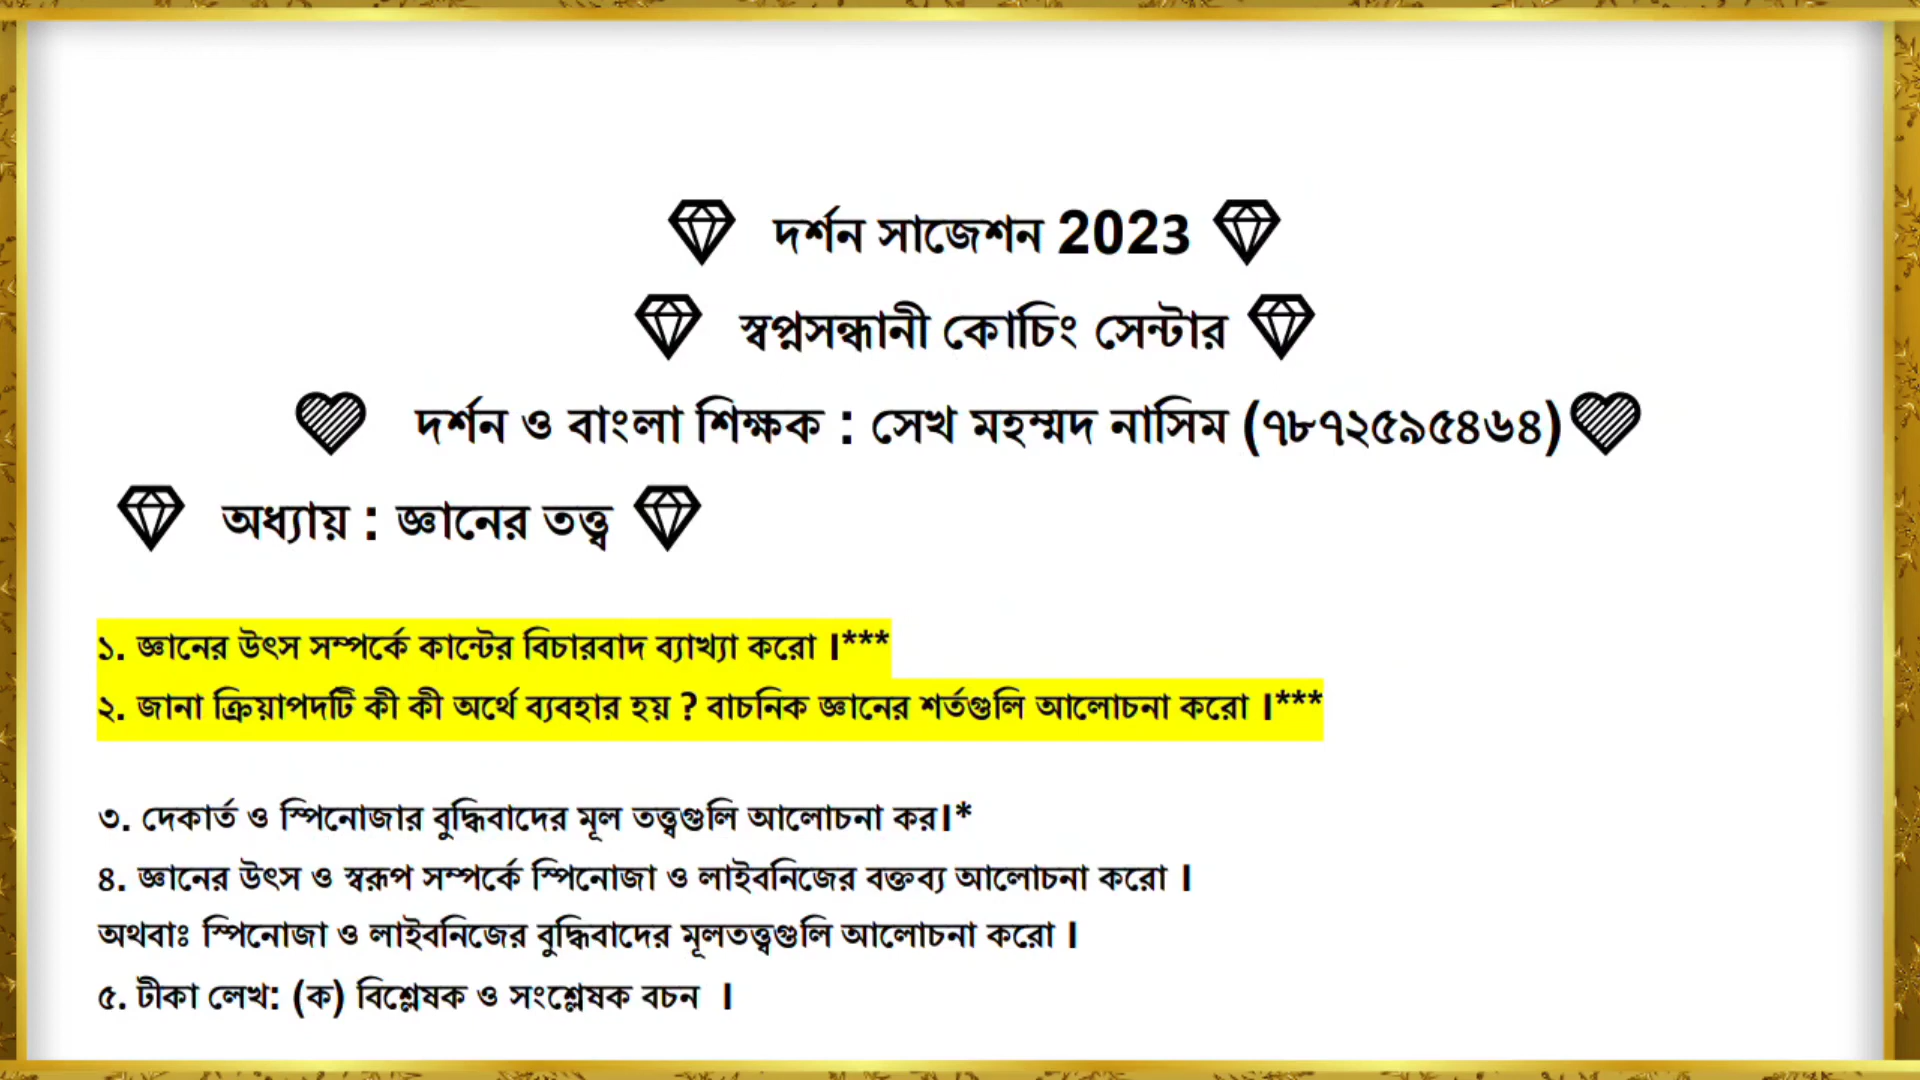 দর্শন সাজেশন 2023
স্বপ্নসন্ধানী কোচিং সেন্টার
দর্শন ও বাংলা শিক্ষক : সেখ মহম্মদ নাসিম (৭৮৭২৫৯৫৪৬৪)
অধ্যায় : জ্ঞানের তত্ত্ব
১. জ্ঞানের উৎস সম্পর্কে কান্টের বিচারবাদ ব্যাখ্যা করো ।***
২. জানা ক্রিয়াপদটি কী কী অর্থে ব্যবহার হয় ? বাচনিক জ্ঞানের শর্তগুলি আলোচনা করো ।***
৩. দেকার্ত ও স্পিনোজার বুদ্ধিবাদের মূল তত্ত্বগুলি আলোচনা কর।*
৪. জ্ঞানের উৎস ও স্বরূপ সম্পর্কে স্পিনোজা ও লাইবনিজের বক্তব্য আলোচনা করো ।
অথবাঃ স্পিনোজা ও লাইবনিজের বুদ্ধিবাদের মূলতত্ত্বগুলি আলোচনা করো ।
৫. টীকা লেখ: (ক) বিশ্লেষক ও সংশ্লেষক বচন ।